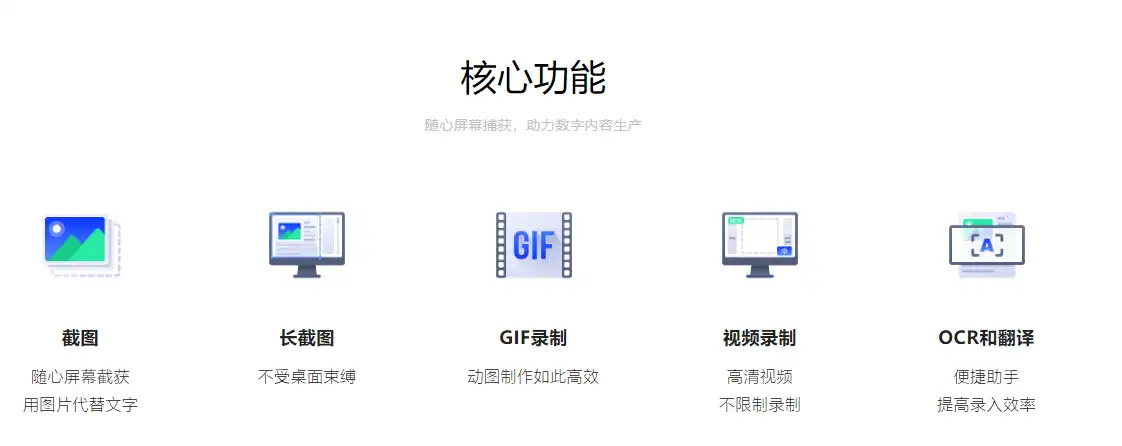 核心功能
随心屏幕捕获，助力数字内容生产
GIF
A
截图
长截图
GIF录制
视频录制
OCR和翻译
随心屏幕截获
不受桌面束缚
动图制作如此高效
高清视频
便捷助手
用图片代替文字
不限制录制
提高录入效率